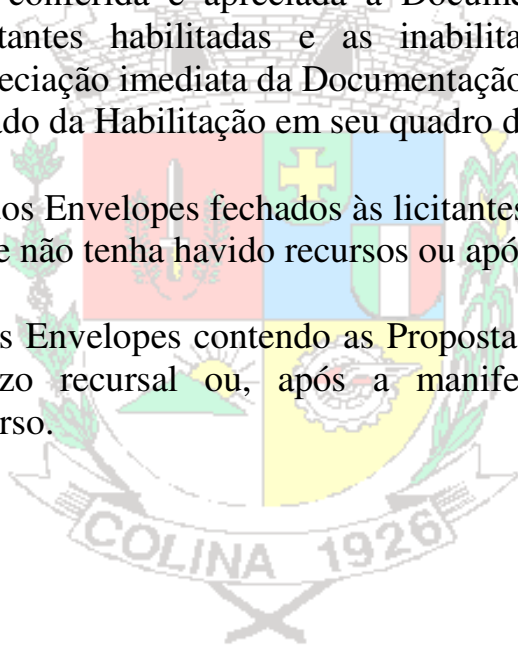 conferida e apreciada a Docume
tantes habilitadas e as inabilita
eciação imediata da Documentação
ado da Habilitação em seu quadro d
los Envelopes fechados às licitantes
e não tenha havido recursos ou apó
s Envelopes contendo as Proposta
zo recursal ou, após a manife
rso.
COLINA 1926